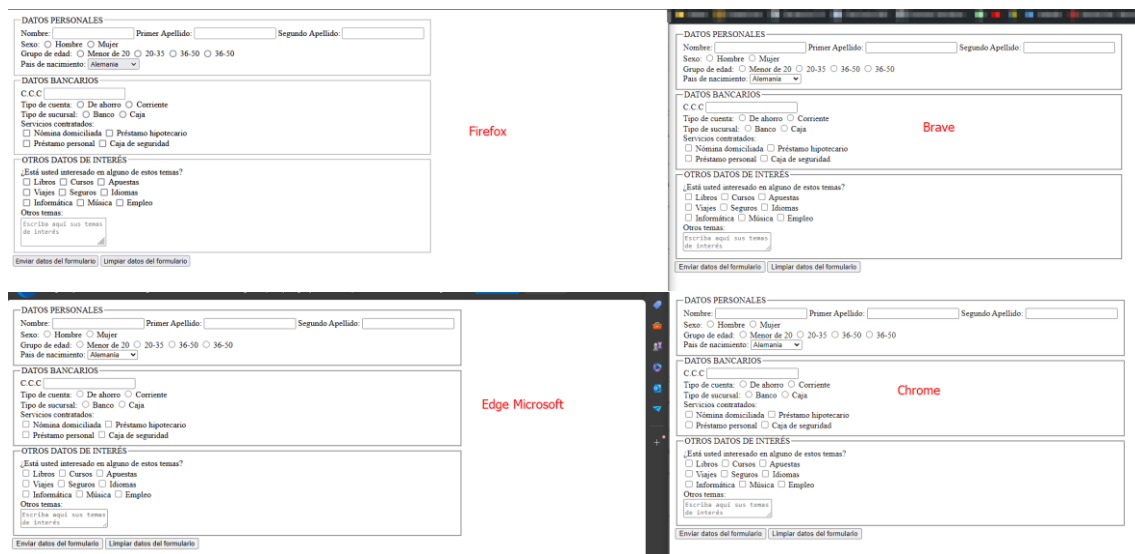 DATOS PERSONALES
Nombre: Primer Apellido: Segundo Apellido:
Sexo: Hombre Mujer
Grupo de edad: Menor de 20 20-35 36-50 36-50
Pais de nacimiento: Alemania
DATOS BANCARIOS
C.C.C
Tipo de cuenta: De ahorro Corriente
Tipo de sucursal: Banco Caja
Servicios contratados:
Nómina domiciliada Préstamo hipotecario
Préstamo personal Caja de seguridad
OTROS DATOS DE INTERÉS
¿Está usted interesado en alguno de estos temas?
Libros Cursos Apuestas
Viajes Seguros Idiomas
Informática Música Empleo
Otros temas:
Escriba aquí sus temas
de interés
Enviar datos del formulario Limpiar datos del formulario
Firefox
DATOS PERSONALES
Nombre: Primer Apellido: Segundo Apellido:
Sexo: Hombre Mujer
Grupo de edad: Menor de 20 20-35 36-50 36-50
Pais de nacimiento: Alemania
DATOS BANCARIOS
C.C.C
Tipo de cuenta: De ahorro Corriente
Tipo de sucursal: Banco Caja
Servicios contratados:
Nómina domiciliada Préstamo hipotecario
Préstamo personal Caja de seguridad
OTROS DATOS DE INTERÉS
¿Está usted interesado en alguno de estos temas?
Libros Cursos Apuestas
Viajes Seguros Idiomas
Informática Música Empleo
Otros temas:
Escriba aquí sus temas
de interés
Enviar datos del formulario Limpiar datos del formulario
Brave
DATOS PERSONALES
Nombre: Primer Apellido: Segundo Apellido:
Sexo: Hombre Mujer
Grupo de edad: Menor de 20 20-35 36-50 36-50
Pais de nacimiento: Alemania
DATOS BANCARIOS
C.C.C
Tipo de cuenta: De ahorro Corriente
Tipo de sucursal: Banco Caja
Servicios contratados:
Nómina domiciliada Préstamo hipotecario
Préstamo personal Caja de seguridad
OTROS DATOS DE INTERÉS
¿Está usted interesado en alguno de estos temas?
Libros Cursos Apuestas
Viajes Seguros Idiomas
Informática Música Empleo
Otros temas:
Escriba aquí sus temas
de interés
Enviar datos del formulario Limpiar datos del formulario
Edge Microsoft
DATOS PERSONALES
Nombre: Primer Apellido: Segundo Apellido:
Sexo: Hombre Mujer
Grupo de edad: Menor de 20 20-35 36-50 36-50
Pais de nacimiento: Alemania
DATOS BANCARIOS
C.C.C
Tipo de cuenta: De ahorro Corriente
Tipo de sucursal: Banco Caja
Servicios contratados:
Nómina domiciliada Préstamo hipotecario
Préstamo personal Caja de seguridad
OTROS DATOS DE INTERÉS
¿Está usted interesado en alguno de estos temas?
Libros Cursos Apuestas
Viajes Seguros Idiomas
Informática Música Empleo
Otros temas:
Escriba aquí sus temas
de interés
Enviar datos del formulario Limpiar datos del formulario
Chrome